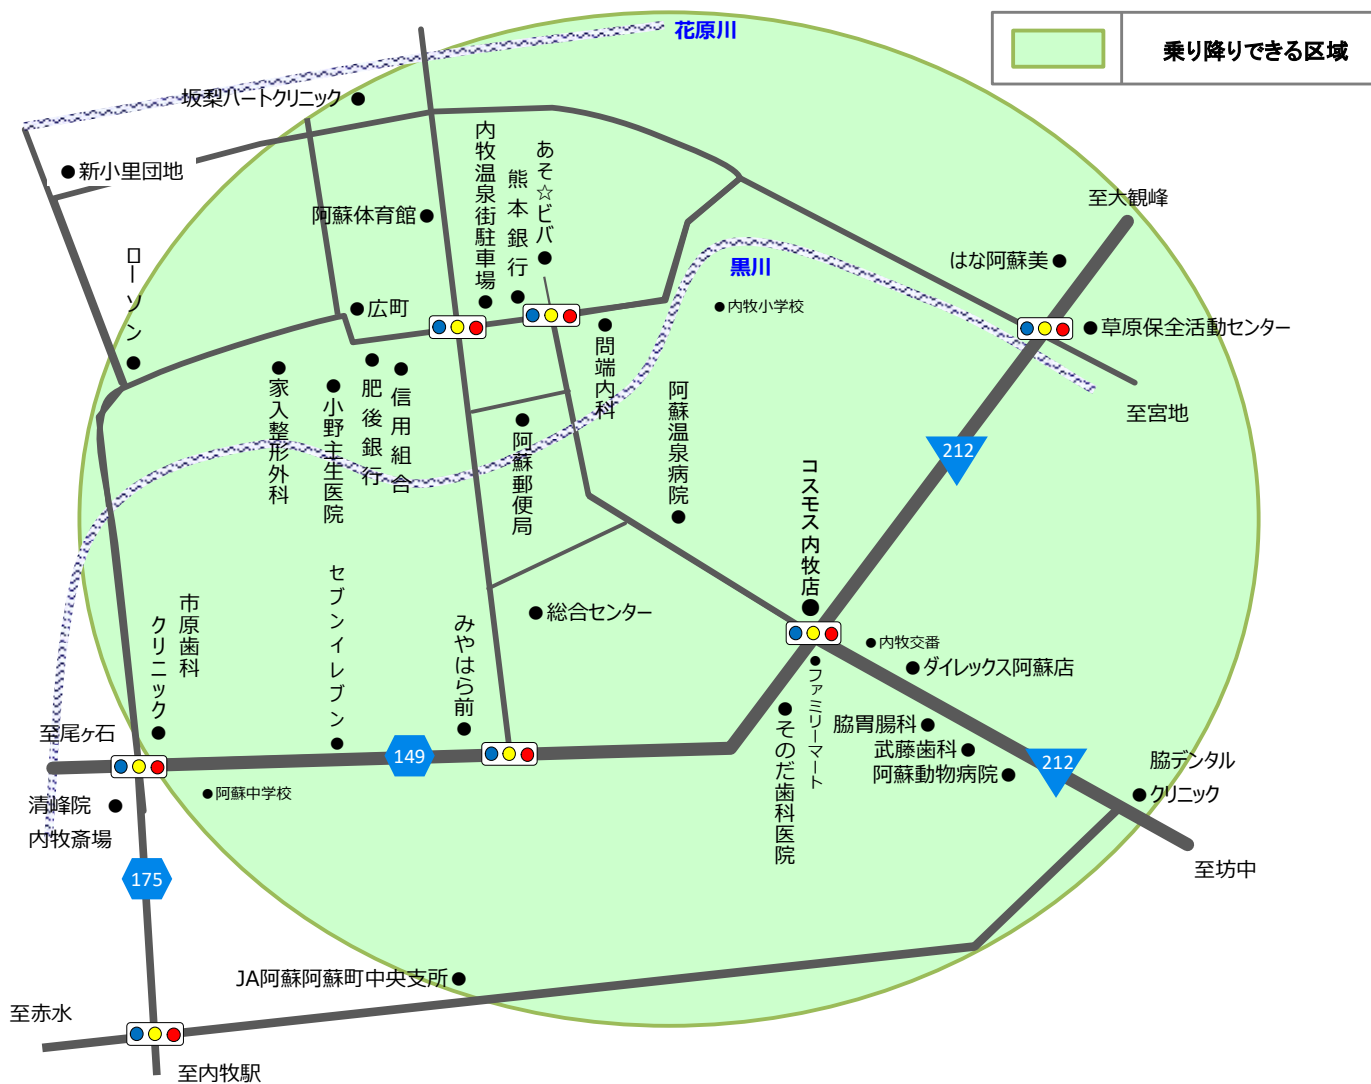 花原川
乗り降りできる区域
坂梨ハートクリニック
新小里団地
内牧温泉街駐車場
熊本銀行
あそ☆ビバ
阿蘇体育館
至大観峰
はな阿蘇美
黒川
ローソン
広町
内牧小学校
草原保全活動センター
問端内科
至宮地
家入整形外科
小野主生医院
肥後銀行
信用組合
阿蘇郵便局
阿蘇温泉病院
コスモス内牧店
212
セブンイレブン
市原歯科
クリニック
みやはら前
総合センター
内牧交番
ダイレックス阿蘇店
ファミリーマート
そのだ歯科医院
脇胃腸科
武藤歯科
阿蘇動物病院
212
脇デンタル
クリニック
至尾ヶ石
149
阿蘇中学校
清峰院
内牧斎場
175
至坊中
JA阿蘇阿蘇町中央支所
至赤水
至内牧駅